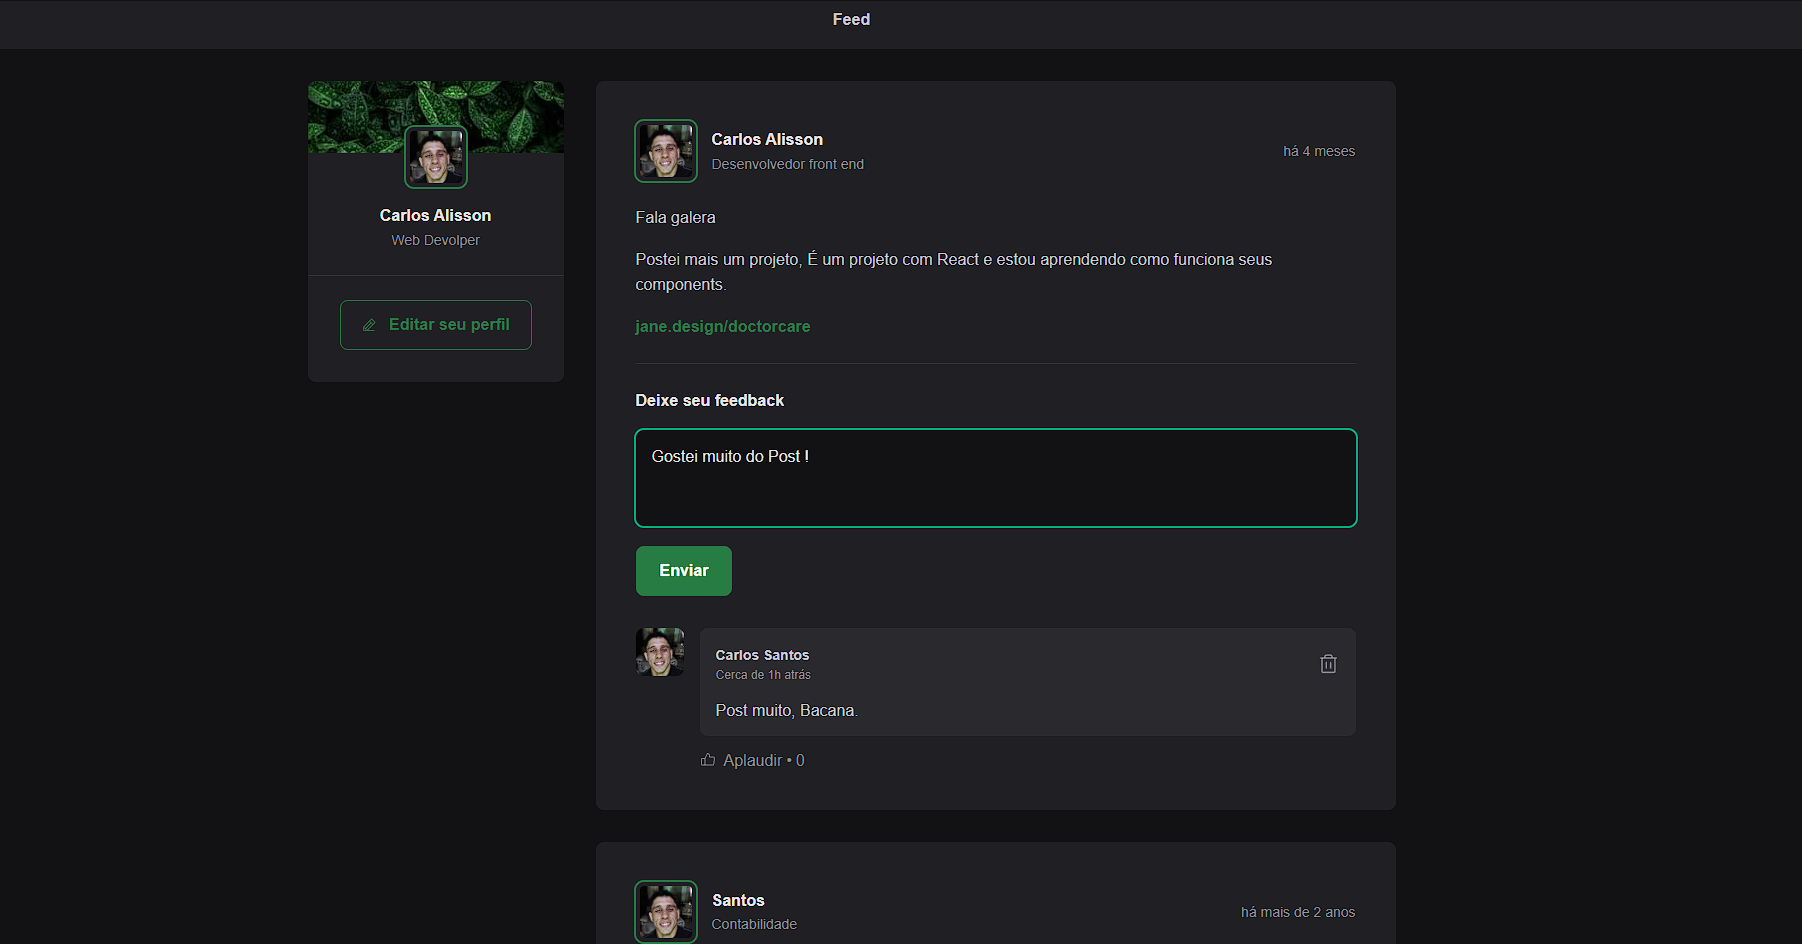 Feed
Carlos Alisson
Web Devolper
Editar seu perfil
Carlos Alisson
Desenvolvedor front end
há 4 meses
Fala galera
Postei mais um projeto, É um projeto com React e estou aprendendo como funciona seus
components.
jane.design/doctorcare
Deixe seu feedback
Gostei muito do Post !
Enviar
Carlos Santos
Cerca de 1h atrás
Post muito, Bacana.
Aplaudir • 0
Santos
Contabilidade
há mais de 2 anos